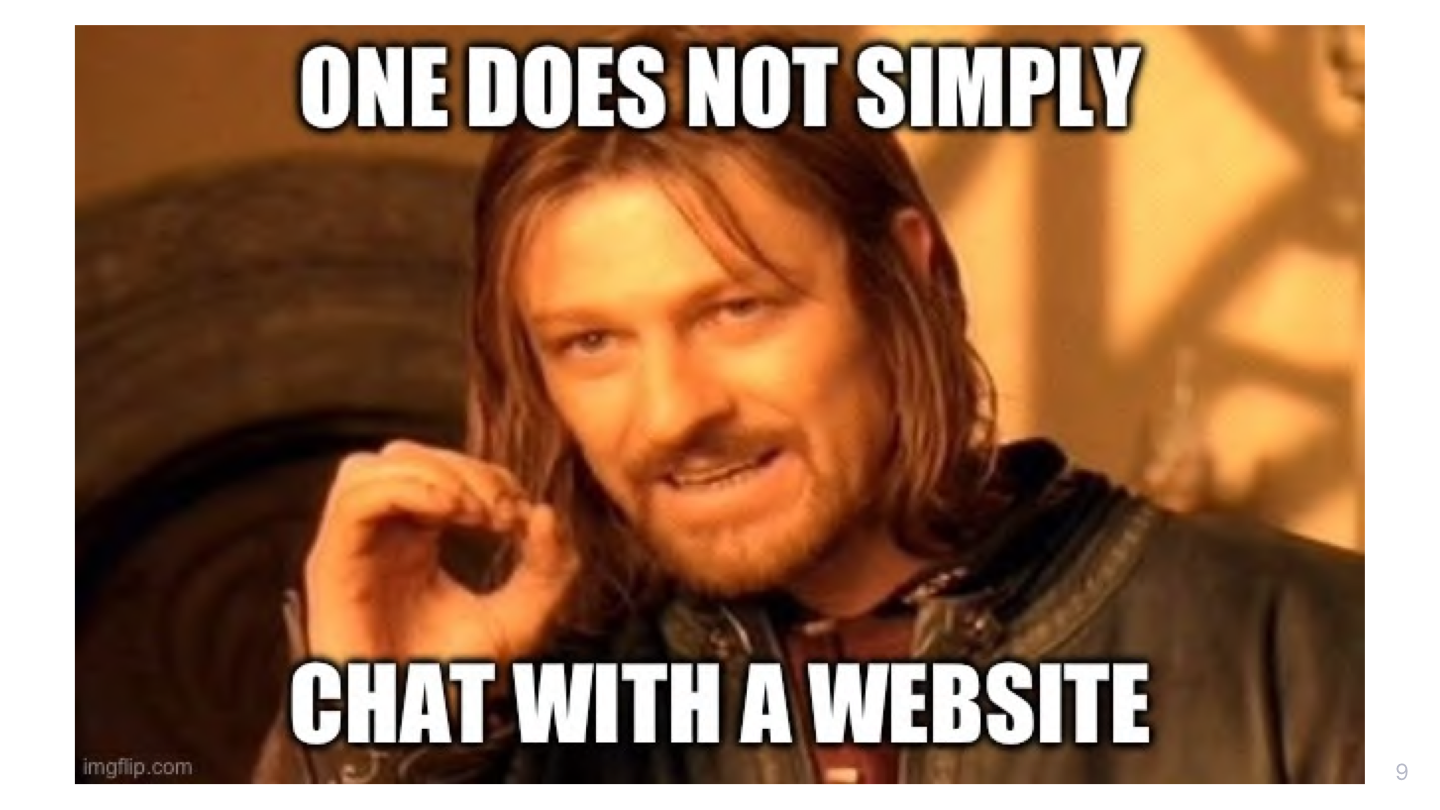 ONE DOES NOT SIMPLY
CHAT WITH A WEBSITE
imgflip.com
9